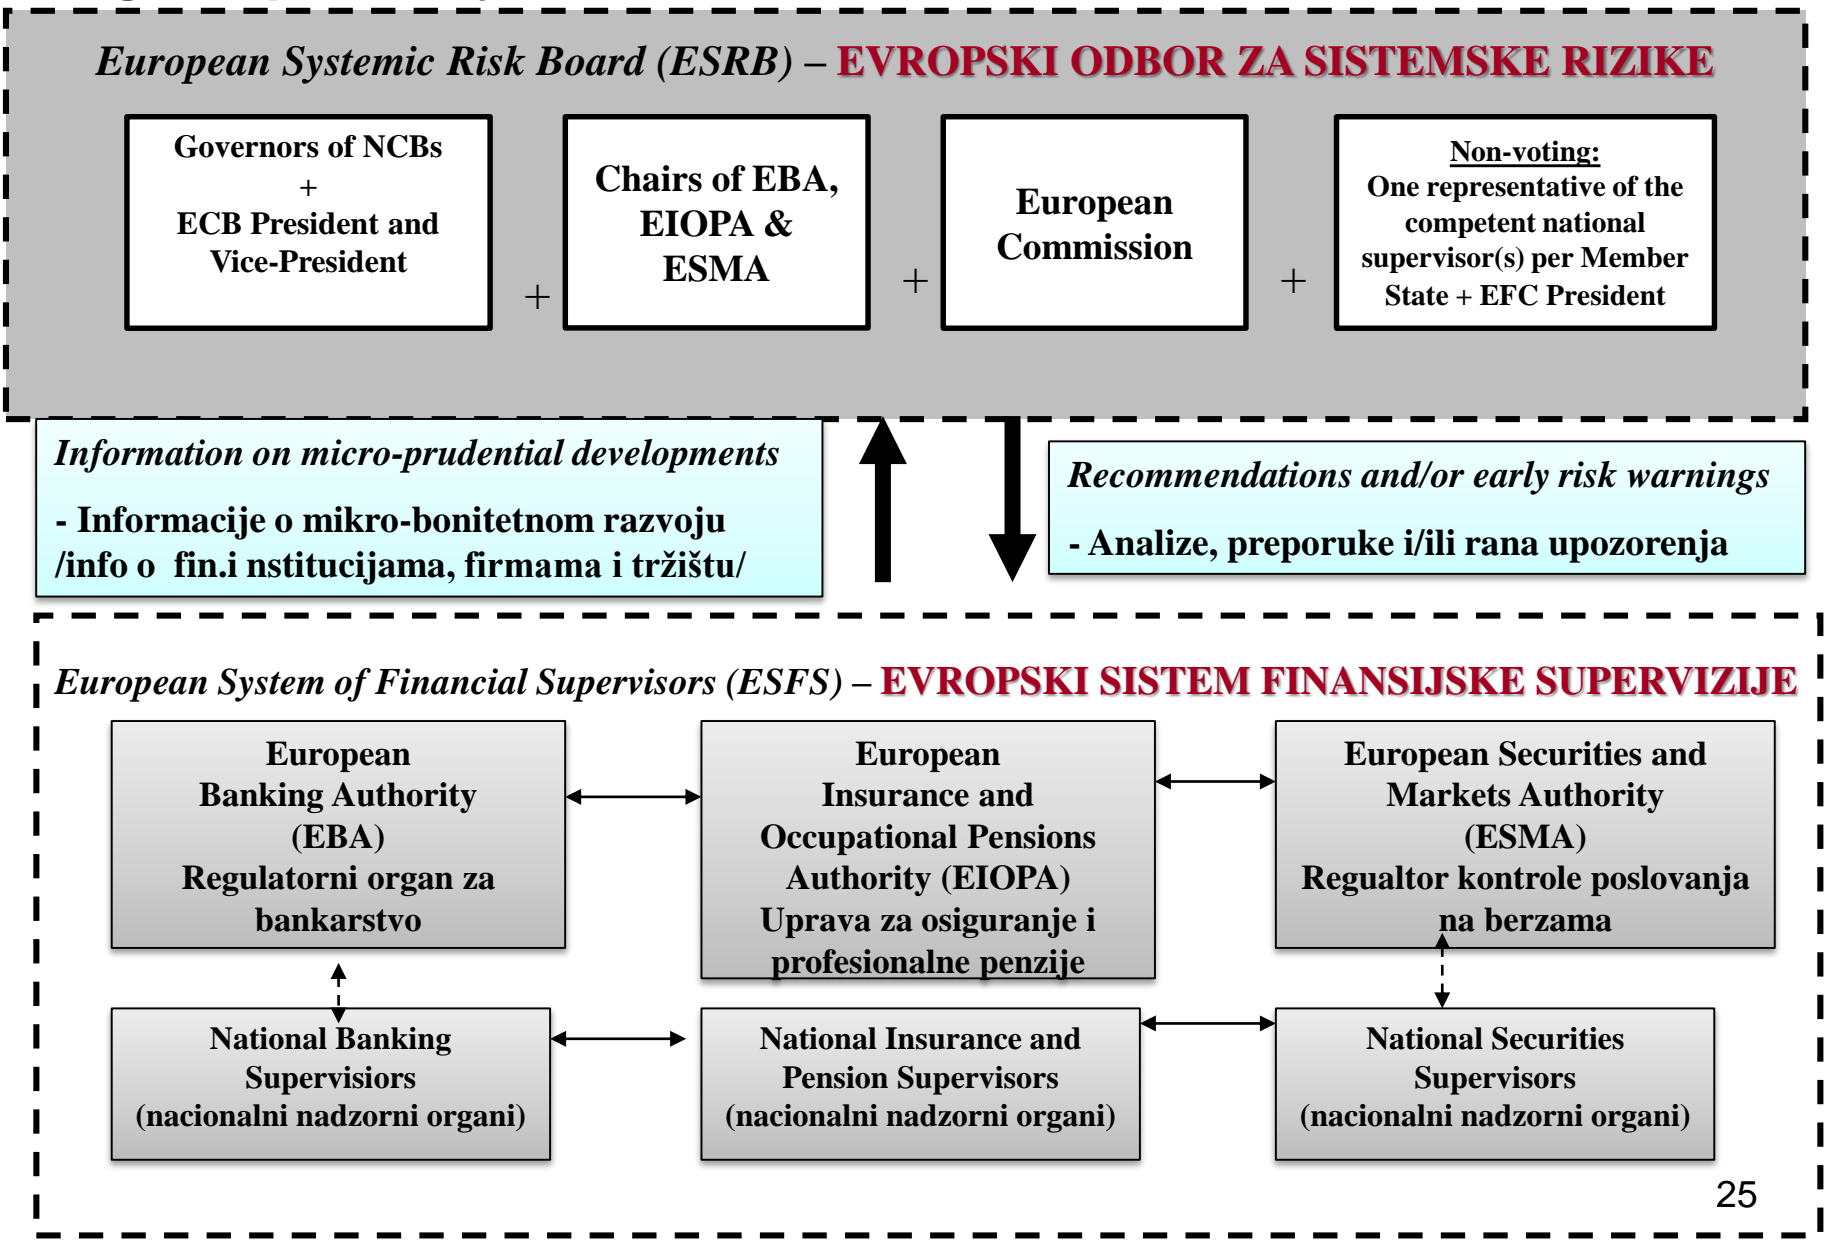 European Systemic Risk Board (ESRB) – EVROPSKI ODBOR ZA SISTEMSKE RIZIKE
Governors of NCBs
+
ECB President and
Vice-President
+
Chairs of EBA,
EIOPA &
ESMA
+
European
Commission
+
Non-voting:
One representative of the
competent national
supervisor(s) per Member
State + EFC President
Information on micro-prudential developments
- Informacije o mikro-bonitetnom razvoju
/info o fin.i nstitucijama, firmama i tržištu/
Recommendations and/or early risk warnings
- Analize, preporuke i/ili rana upozorenja
European System of Financial Supervisors (ESFS) – EVROPSKI SISTEM FINANSIJSKE SUPERVIZIJE
European
Banking Authority
(EBA)
Regulatorni organ za
bankarstvo
European
Insurance and
Occupational Pensions
Authority (EIOPA)
Uprava za osiguranje i
profesionalne penzije
European Securities and
Markets Authority
(ESMA)
Regualtor kontrole poslovanja
na berzama
National Banking
Supervisiors
(nacionalni nadzorni organi)
National Insurance and
Pension Supervisors
(nacionalni nadzorni organi)
National Securities
Supervisors
(nacionalni nadzorni organi)
25